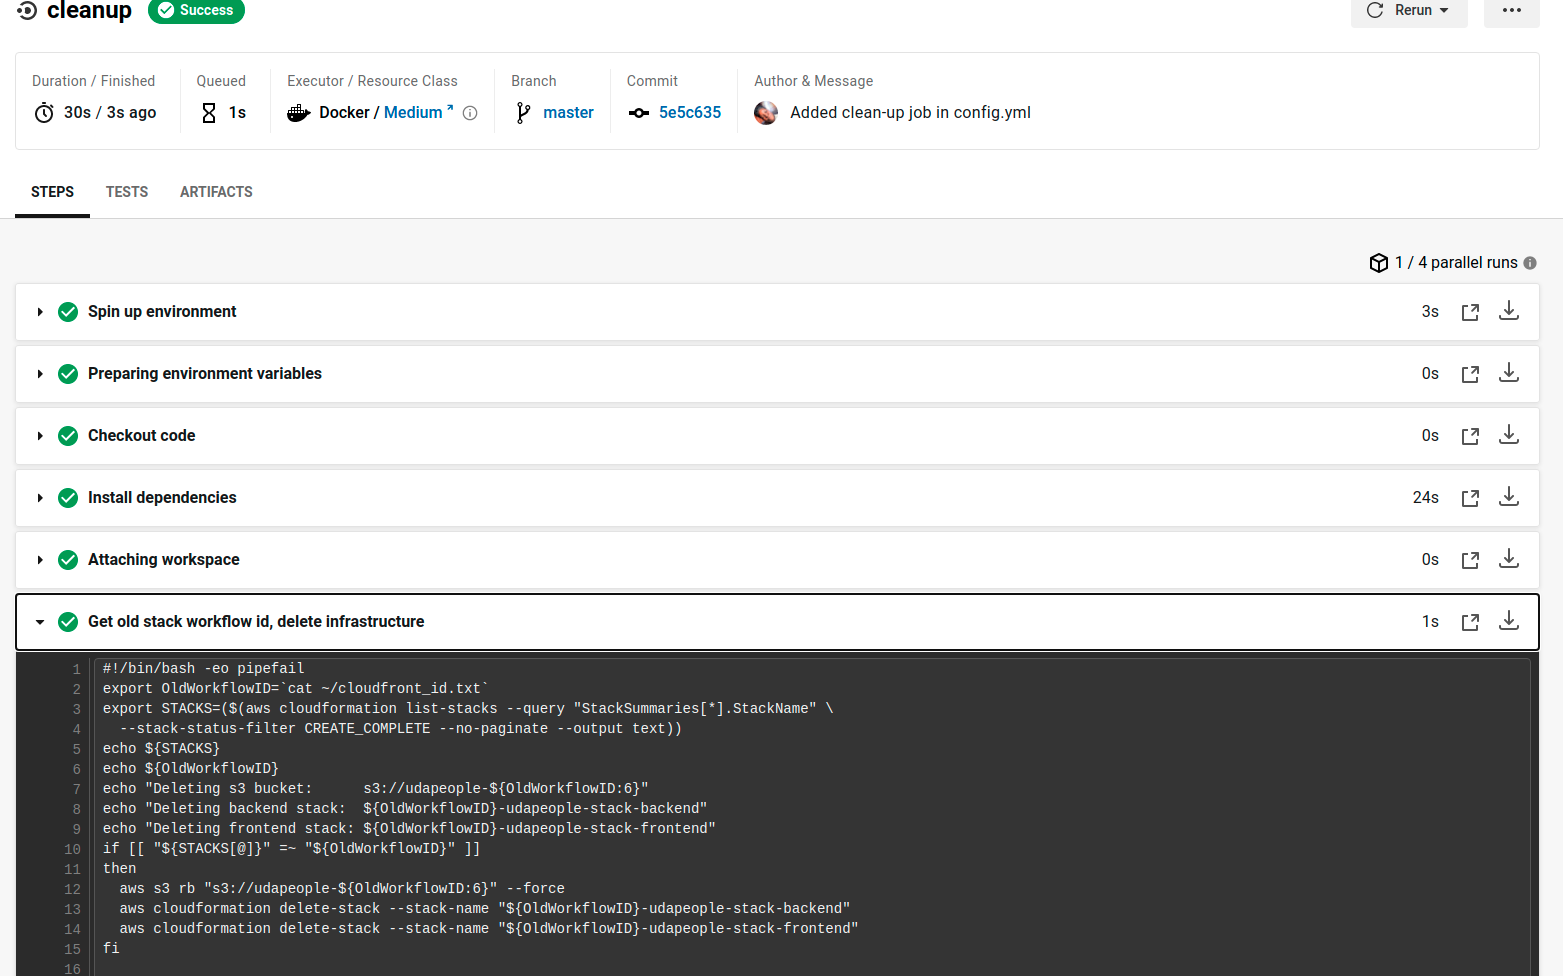 cleanup Success Rerun
Duration / Finished Queued Executor / Resource Class Branch Commit Author & Message
30s / 3s ago 1s Docker / Medium master 5e5c635 Added clean-up job in config.yml
STEPS TESTS ARTIFACTS
1 / 4 parallel runs
Spin up environment 3s
Preparing environment variables 0s
Checkout code 0s
Install dependencies 24s
Attaching workspace 0s
Get old stack workflow id, delete infrastructure 1s
1 #!/bin/bash -eo pipefail
2 export OldWorkflowID=`cat ~/cloudfront_id.txt`
3 export STACKS=($(aws cloudformation list-stacks --query "StackSummaries[*].StackName" \
4   --stack-status-filter CREATE_COMPLETE --no-paginate --output text))
5 echo ${STACKS}
6 echo ${OldWorkflowID}
7 echo "Deleting s3 bucket:      s3://udapeople-${OldWorkflowID:6}"
8 echo "Deleting backend stack:  ${OldWorkflowID}-udapeople-stack-backend"
9 echo "Deleting frontend stack: ${OldWorkflowID}-udapeople-stack-frontend"
10 if [[ "${STACKS[@]}" =~ "${OldWorkflowID}" ]]
11 then
12   aws s3 rb "s3://udapeople-${OldWorkflowID:6}" --force
13   aws cloudformation delete-stack --stack-name "${OldWorkflowID}-udapeople-stack-backend"
14   aws cloudformation delete-stack --stack-name "${OldWorkflowID}-udapeople-stack-frontend"
15 fi
16